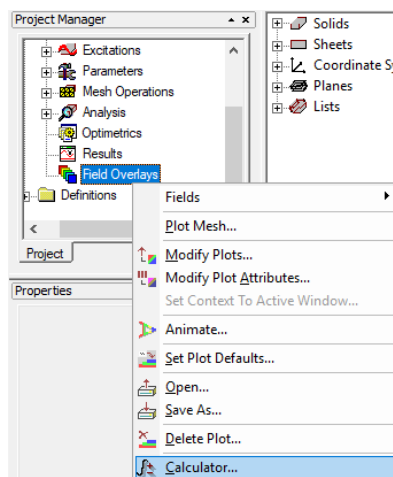 Project Manager
Excitations
Parameters
Mesh Operations
Analysis
Optimetrics
Results
Field Overlays
Definitions
Project
Properties
Solids
Sheets
Coordinate Sy
Planes
Lists
Fields
Plot Mesh...
Modify Plots...
Modify Plot Attributes...
Set Context To Active Window...
Animate...
Set Plot Defaults...
Open...
Save As...
Delete Plot...
Calculator...